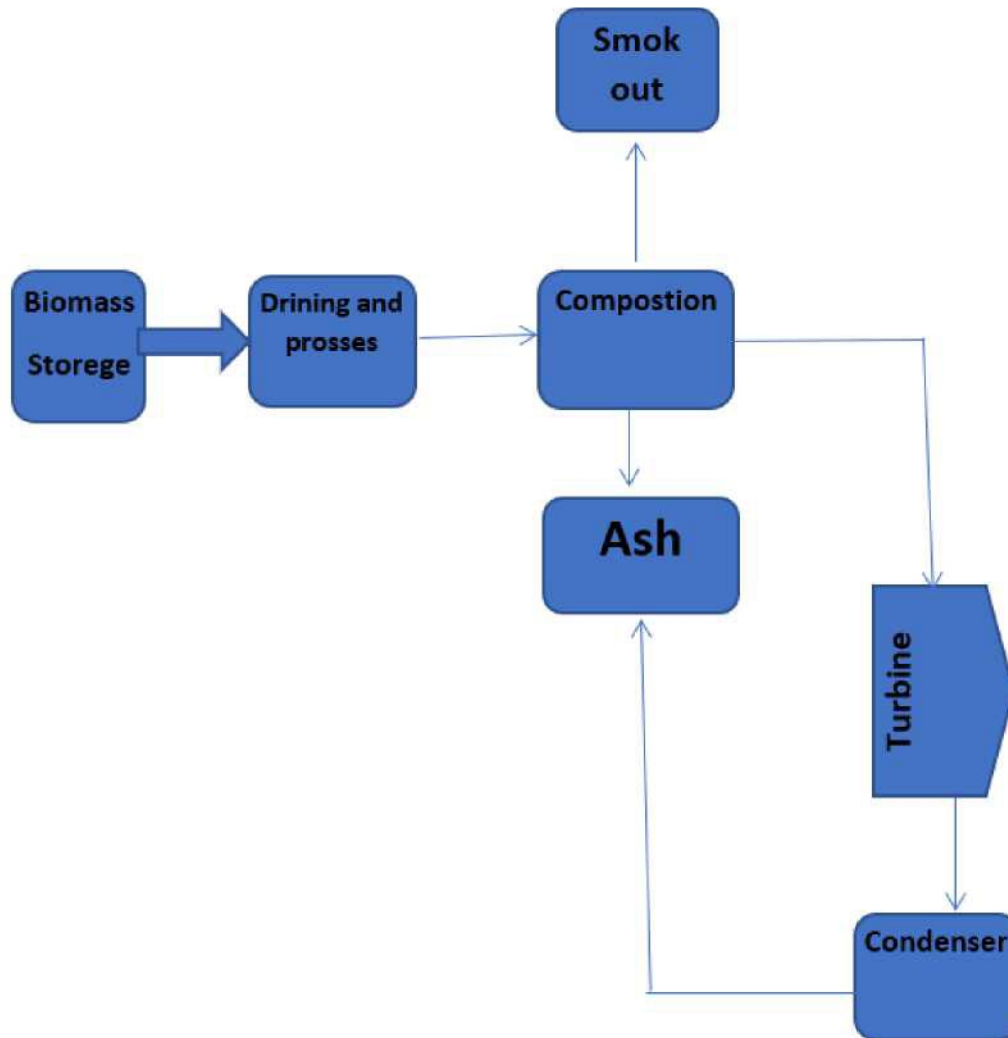 Smok
out
Biomass
Storege
Drining and
prosses
Compostion
Ash
Turbine
Condenser